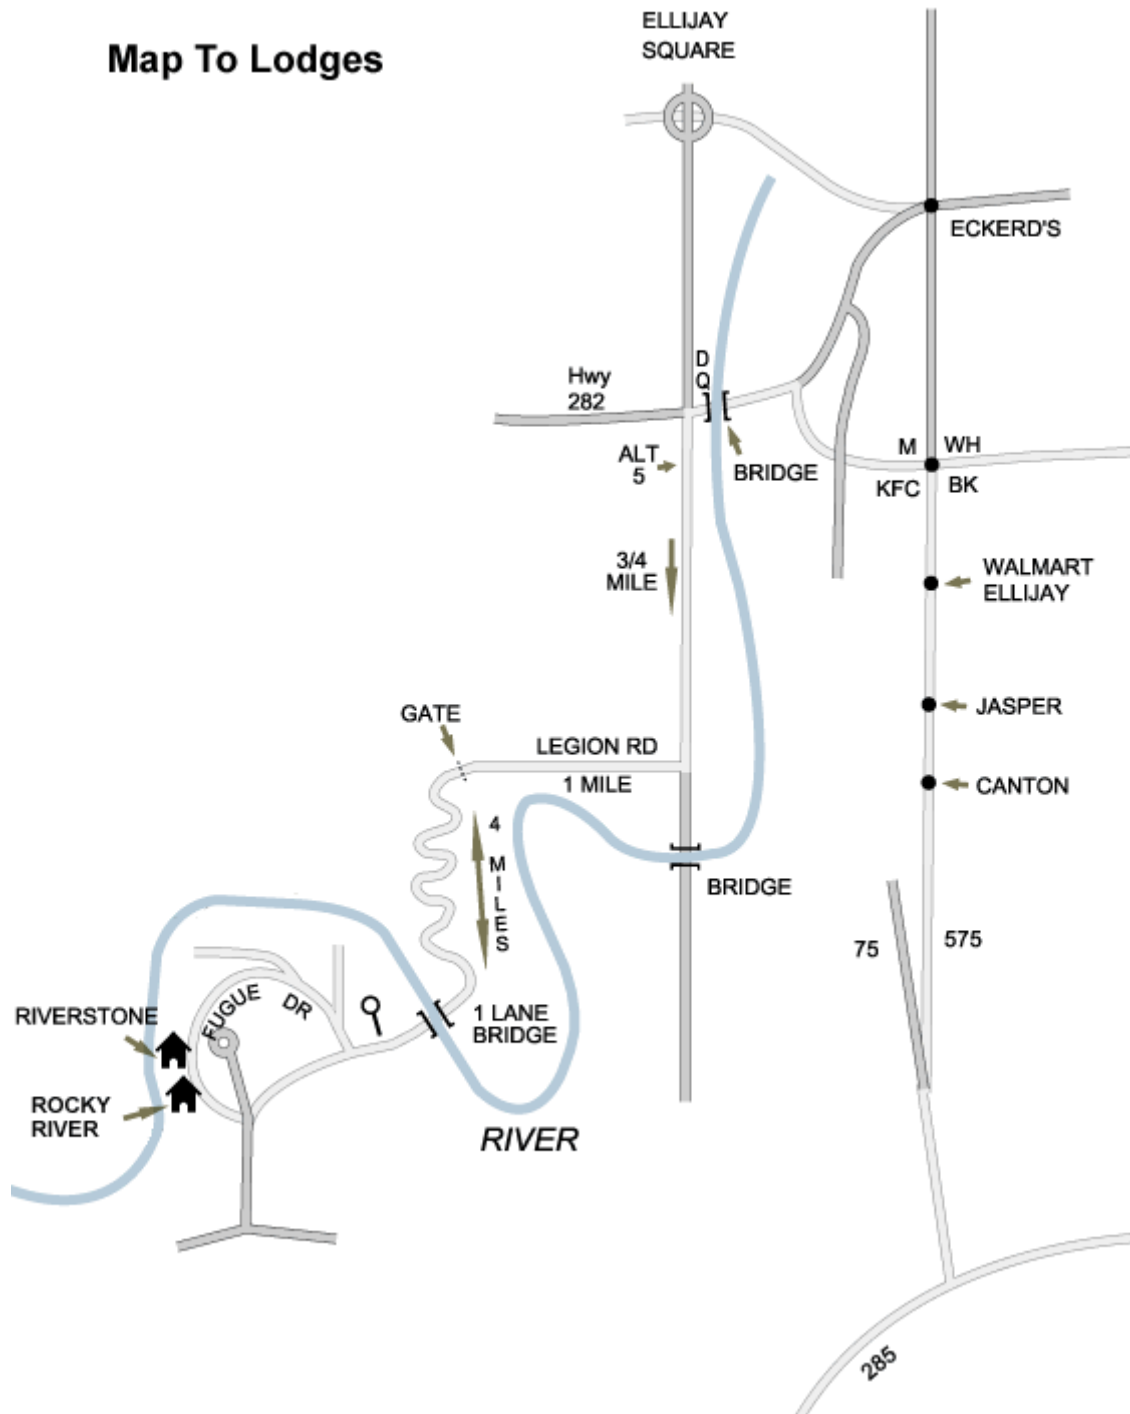 Map To Lodges
ELLIJAY
SQUARE
ECKERD'S
Hwy
282
D
Q
ALT
5
BRIDGE
M
WH
KFC
BK
3/4
MILE
WALMART
ELLIJAY
GATE
LEGION RD
1 MILE
JASPER
CANTON
4
MILES
BRIDGE
75
575
FUGUE DR
RIVERSTONE
1 LANE
BRIDGE
ROCKY
RIVER
RIVER
285